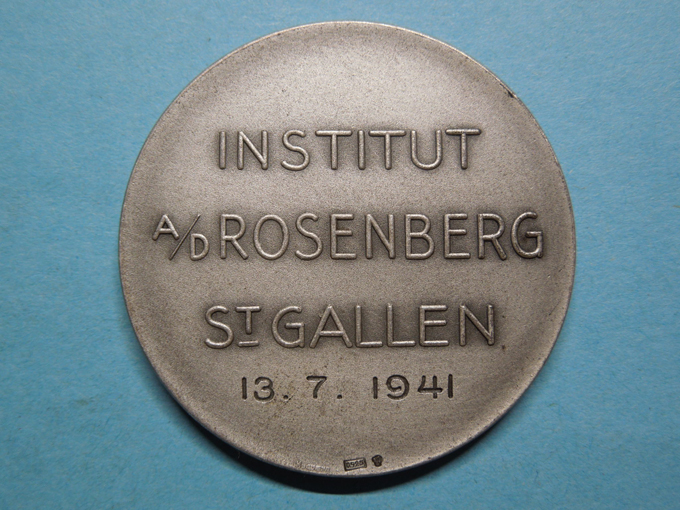 INSTITUT
A/D ROSENBERG
ST GALLEN
13. 7. 1941